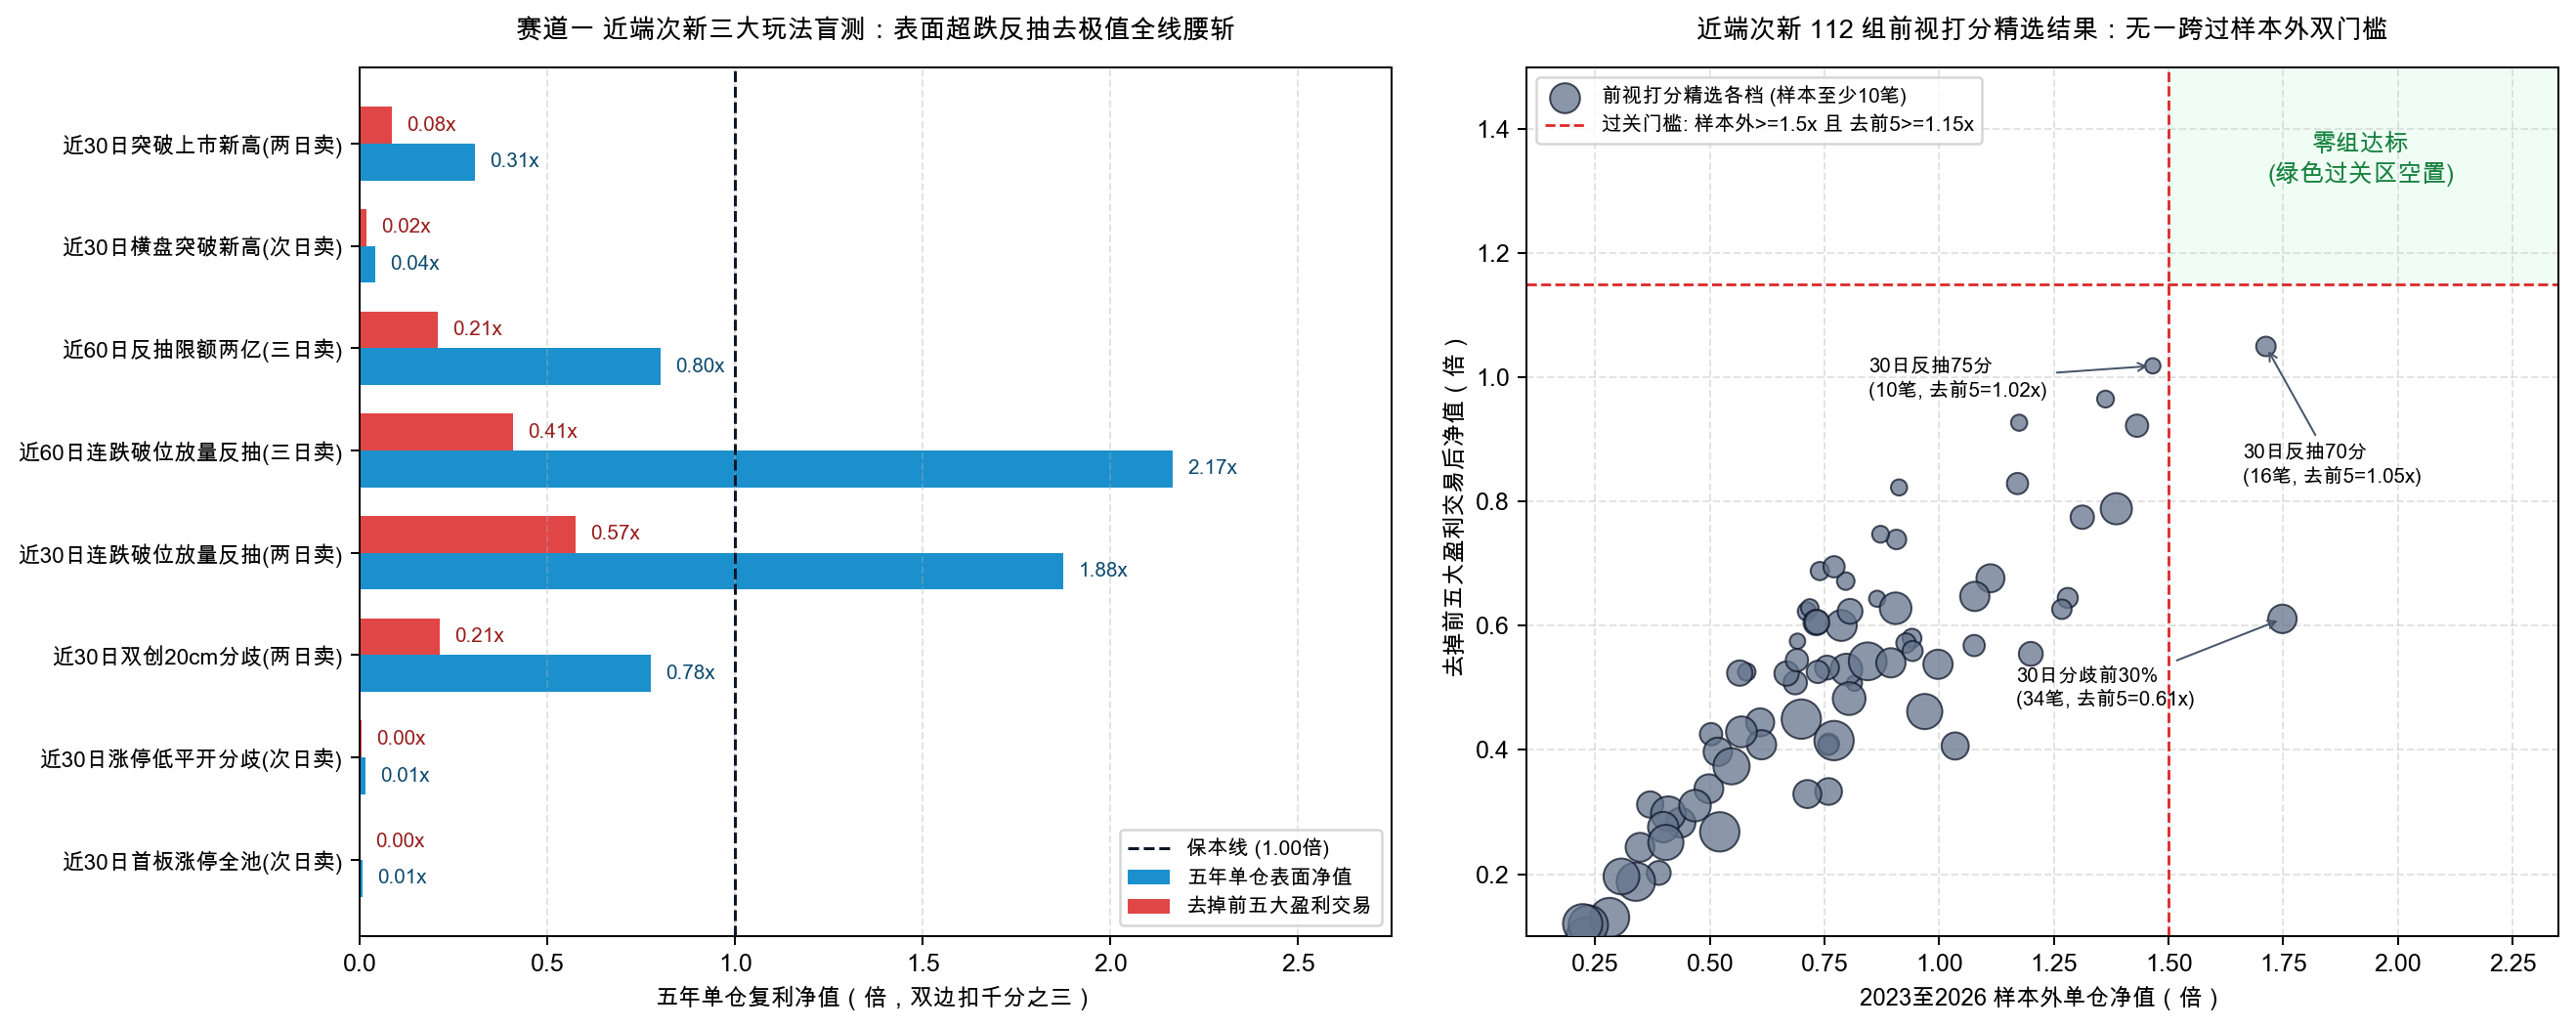 赛道一 近端次新三大玩法盲测：表面超跌反抽去极值全线腰斩
近30日突破上市新高(两日卖)
0.08x
0.31x
近30日横盘突破新高(次日卖)
0.02x
0.04x
近60日反抽限额两亿(三日卖)
0.21x
0.80x
近60日连跌破位放量反抽(三日卖)
0.41x
2.17x
近30日连跌破位放量反抽(两日卖)
0.57x
1.88x
近30日双创20cm分歧(两日卖)
0.21x
0.78x
近30日涨停低平开分歧(次日卖)
0.00x
0.01x
近30日首板涨停全池(次日卖)
0.00x
0.01x
保本线 (1.00倍)
五年单仓表面净值
去掉前五大盈利交易
0.0 0.5 1.0 1.5 2.0 2.5
五年单仓复利净值（倍，双边扣千分之三）
近端次新 112 组前视打分精选结果：无一跨过样本外双门槛
前视打分精选各档 (样本至少10笔)
过关门槛: 样本外>=1.5x 且 去前5>=1.15x
零组达标
(绿色过关区空置)
30日反抽75分
(10笔, 去前5=1.02x)
30日反抽70分
(16笔, 去前5=1.05x)
30日分歧前30%
(34笔, 去前5=0.61x)
去掉前五大盈利交易后净值（倍）
1.4
1.2
1.0
0.8
0.6
0.4
0.2
0.25 0.50 0.75 1.00 1.25 1.50 1.75 2.00 2.25
2023至2026 样本外单仓净值（倍）